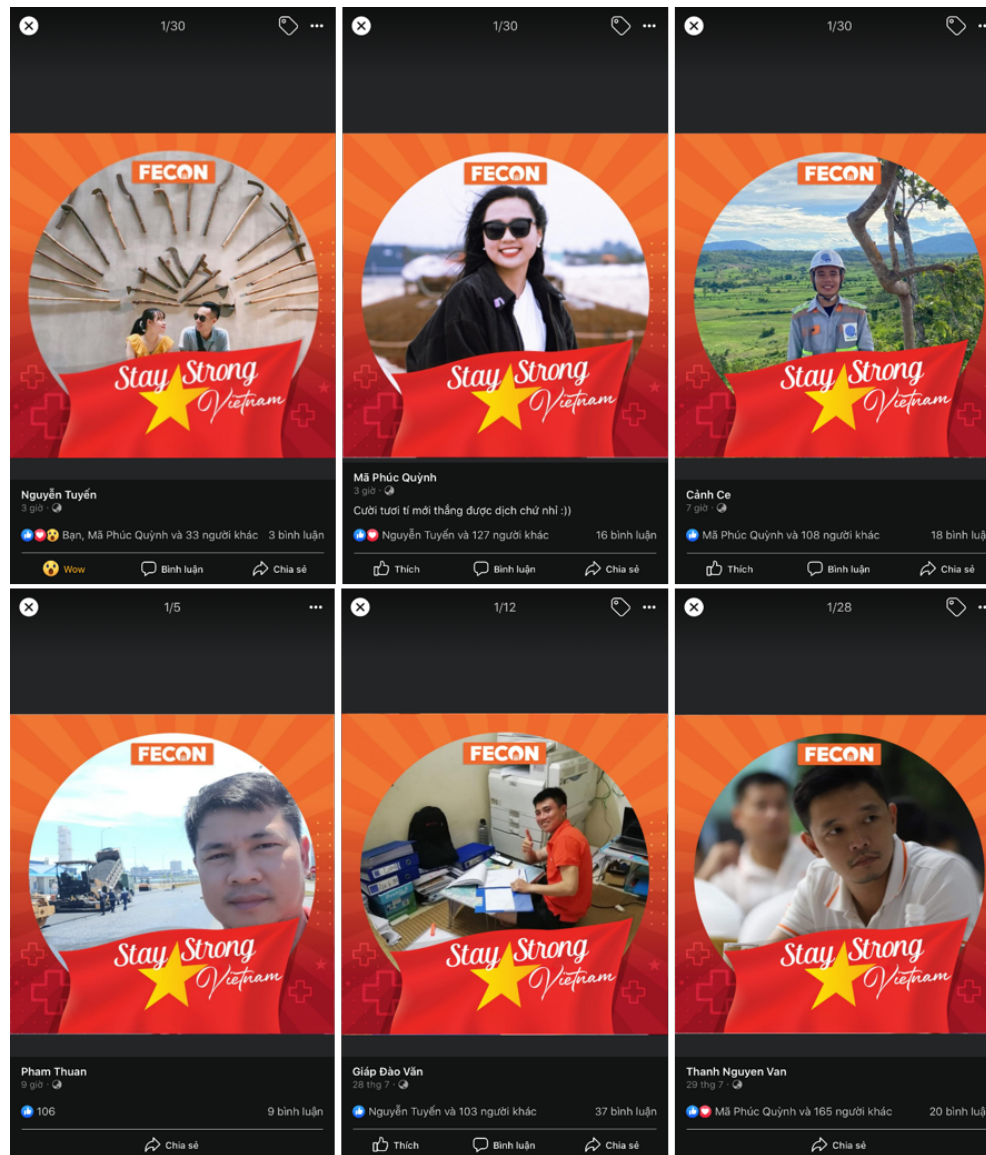 1/30
FECON
Stay Strong
Vietnam
Nguyễn Tuyến
3 giờ
Bạn, Mã Phúc Quỳnh và 33 người khác 3 bình luận
Wow Bình luận Chia sẻ
1/30
FECON
Stay Strong
Vietnam
Mã Phúc Quỳnh
3 giờ
Cười tươi tí mới thắng được dịch chứ nhỉ :))
Nguyễn Tuyến và 127 người khác 16 bình luận
Thích Bình luận Chia sẻ
1/30
FECON
Stay Strong
Vietnam
Cảnh Ce
7 giờ
Mã Phúc Quỳnh và 108 người khác 18 bình luậ
Thích Bình luận Chia sẻ
1/5
FECON
Stay Strong
Vietnam
Pham Thuan
9 giờ
106 9 bình luận
Chia sẻ
1/12
FECON
Stay Strong
Vietnam
Giáp Đào Văn
28 thg 7
Nguyễn Tuyến và 103 người khác 37 bình luận
Thích Bình luận Chia sẻ
1/28
FECON
Stay Strong
Vietnam
Thanh Nguyen Van
29 thg 7
Mã Phúc Quỳnh và 165 người khác 20 bình luậ
Chia sẻ